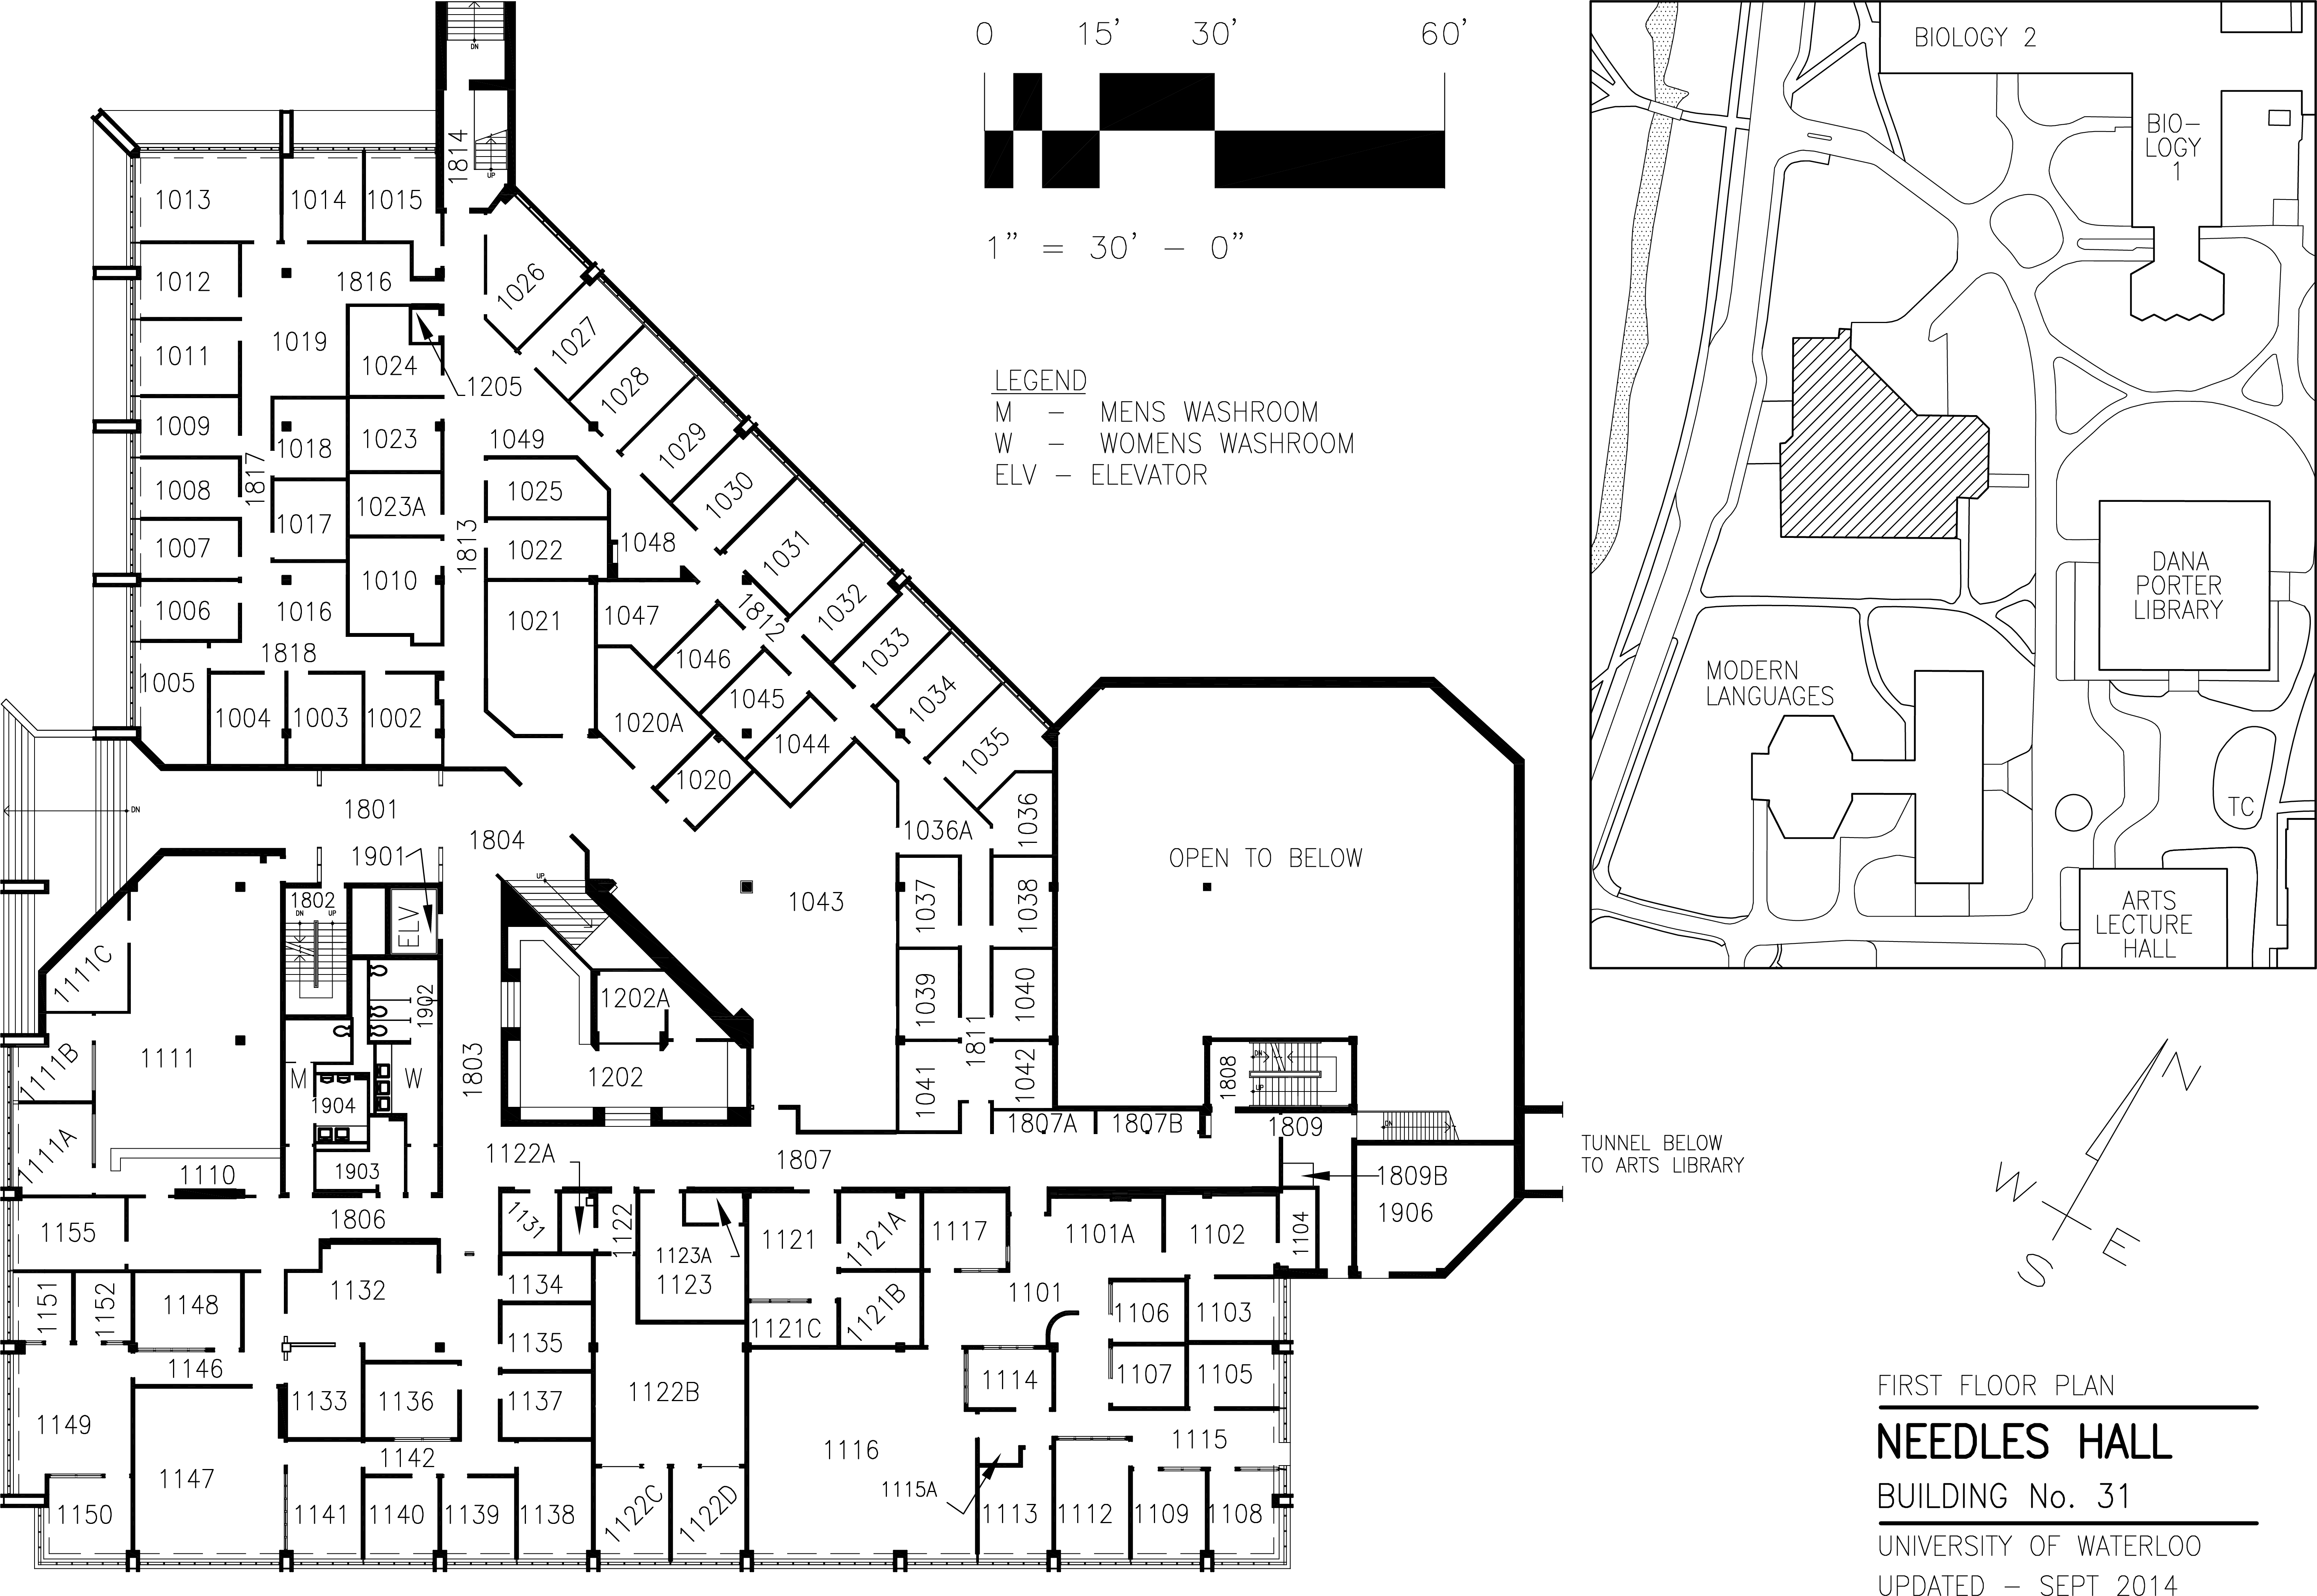 0 15' 30' 60'
1" = 30' - 0"
LEGEND
M - MENS WASHROOM
W - WOMENS WASHROOM
ELV - ELEVATOR
DN
1814
UP
1013
1014
1015
1012
1816
1026
1011
1019
1024
1205
1027
1028
1009
1018
1023
1049
1029
1008
1817
1017
1023A
1025
1030
1007
1813
1022
1048
1031
1006
1016
1010
1021
1047
1812
1032
1818
1046
1033
1005
1004
1003
1002
1020A
1045
1034
1044
1035
1020
DN
1801
1804
1036A
1036
1901
UP
OPEN TO BELOW
1802
DN UP
ELV
1043
1037
1038
1111C
1902
1202A
1039
1040
1111B
1111
M
W
1803
1202
1811
1041
1042
1808
DN
UP
1904
1111A
1807A
1807B
1809
DN
TUNNEL BELOW
TO ARTS LIBRARY
1110
1903
1122A
1807
1809B
1906
1155
1806
1131
1122
1123A
1123
1121
1121A
1117
1101A
1102
1104
1151
1152
1148
1132
1134
1121C
1121B
1101
1106
1103
1135
1146
1133
1136
1137
1122B
1114
1107
1105
1149
1142
1116
1115
1147
1115A
1150
1141
1140
1139
1138
1122C
1122D
1113
1112
1109
1108
BIOLOGY 2
BIO-
LOGY
1
DANA
PORTER
LIBRARY
MODERN
LANGUAGES
TC
ARTS
LECTURE
HALL
N
W
E
S
FIRST FLOOR PLAN
NEEDLES HALL
BUILDING No. 31
UNIVERSITY OF WATERLOO
UPDATED - SEPT 2014